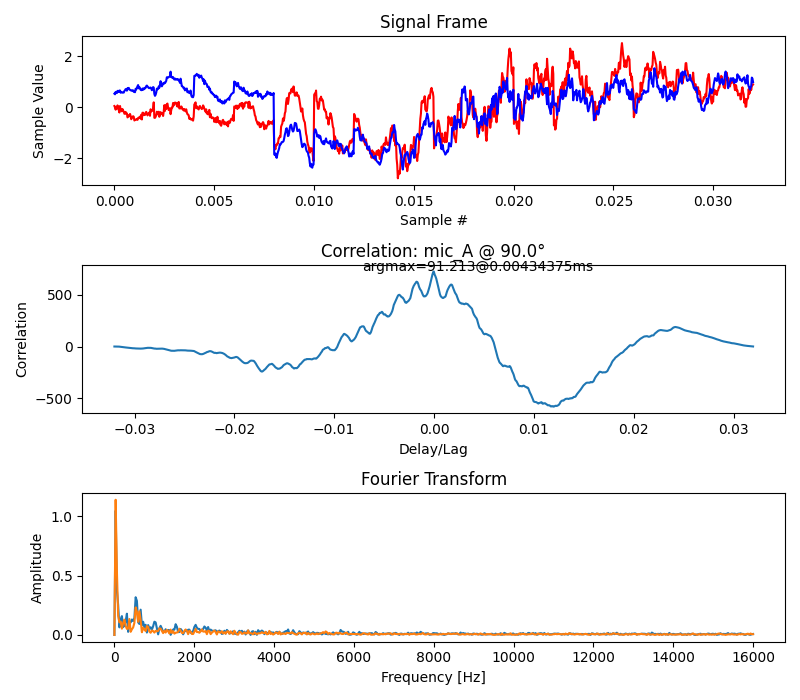 Signal Frame
Sample Value
2
0
−2
0.000 0.005 0.010 0.015 0.020 0.025 0.030
Sample #
Correlation: mic_A @ 90.0°
argmax=91.213@0.00434375ms
Correlation
500
0
−500
−0.03 −0.02 −0.01 0.00 0.01 0.02 0.03
Delay/Lag
Fourier Transform
Amplitude
1.0
0.5
0.0
0 2000 4000 6000 8000 10000 12000 14000 16000
Frequency [Hz]